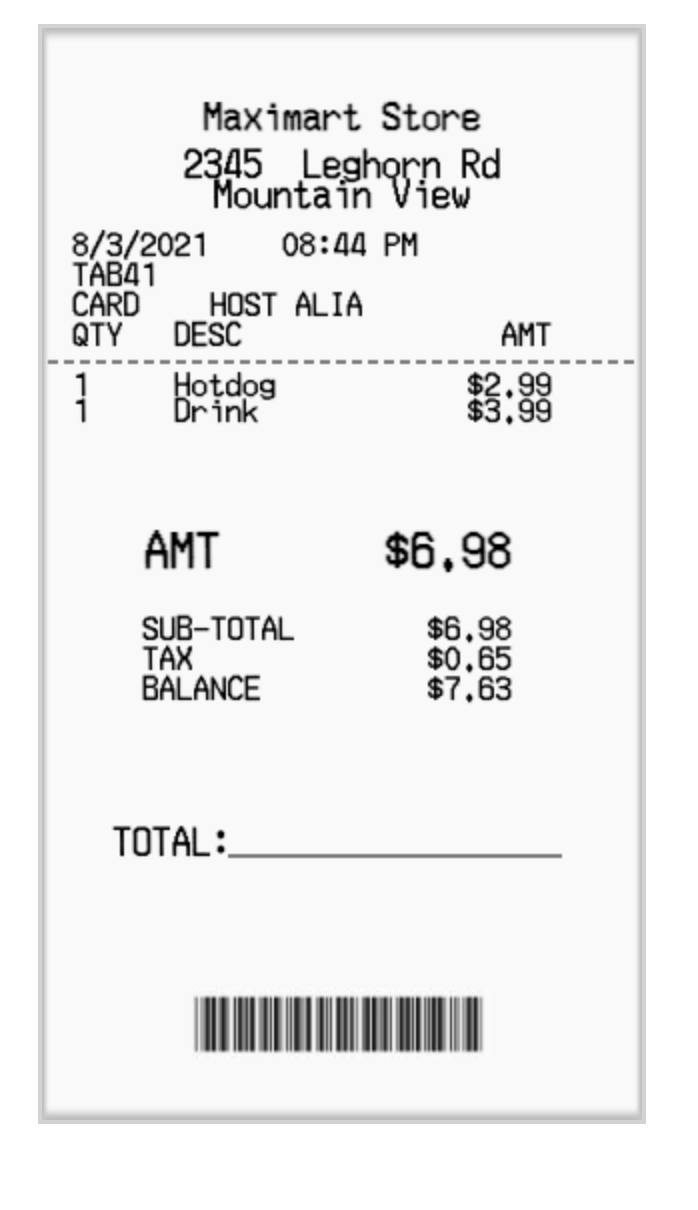 Maximart Store
2345 Leghorn Rd
Mountain View
8/3/2021 08:44 PM
TAB41
CARD HOST ALIA
QTY DESC AMT
1 Hotdog $2.99
1 Drink $3.99
AMT $6.98
SUB-TOTAL $6.98
TAX $0.65
BALANCE $7.63
TOTAL: